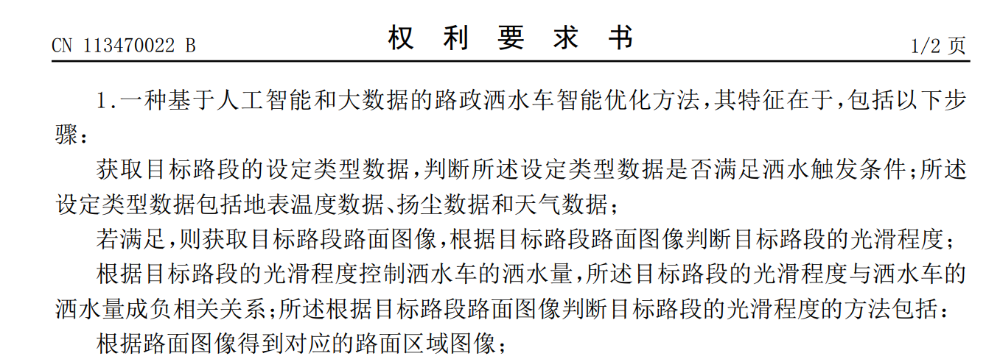 权利要求书
CN 113470022 B
1/2 页
1.一种基于人工智能和大数据的路政洒水车智能优化方法,其特征在于,包括以下步
骤:
获取目标路段的设定类型数据,判断所述设定类型数据是否满足洒水触发条件;所述
设定类型数据包括地表温度数据、扬尘数据和天气数据;
若满足,则获取目标路段路面图像,根据目标路段路面图像判断目标路段的光滑程度;
根据目标路段的光滑程度控制洒水车的洒水量,所述目标路段的光滑程度与洒水车的
洒水量成负相关关系;所述根据目标路段路面图像判断目标路段的光滑程度的方法包括:
根据路面图像得到对应的路面区域图像;